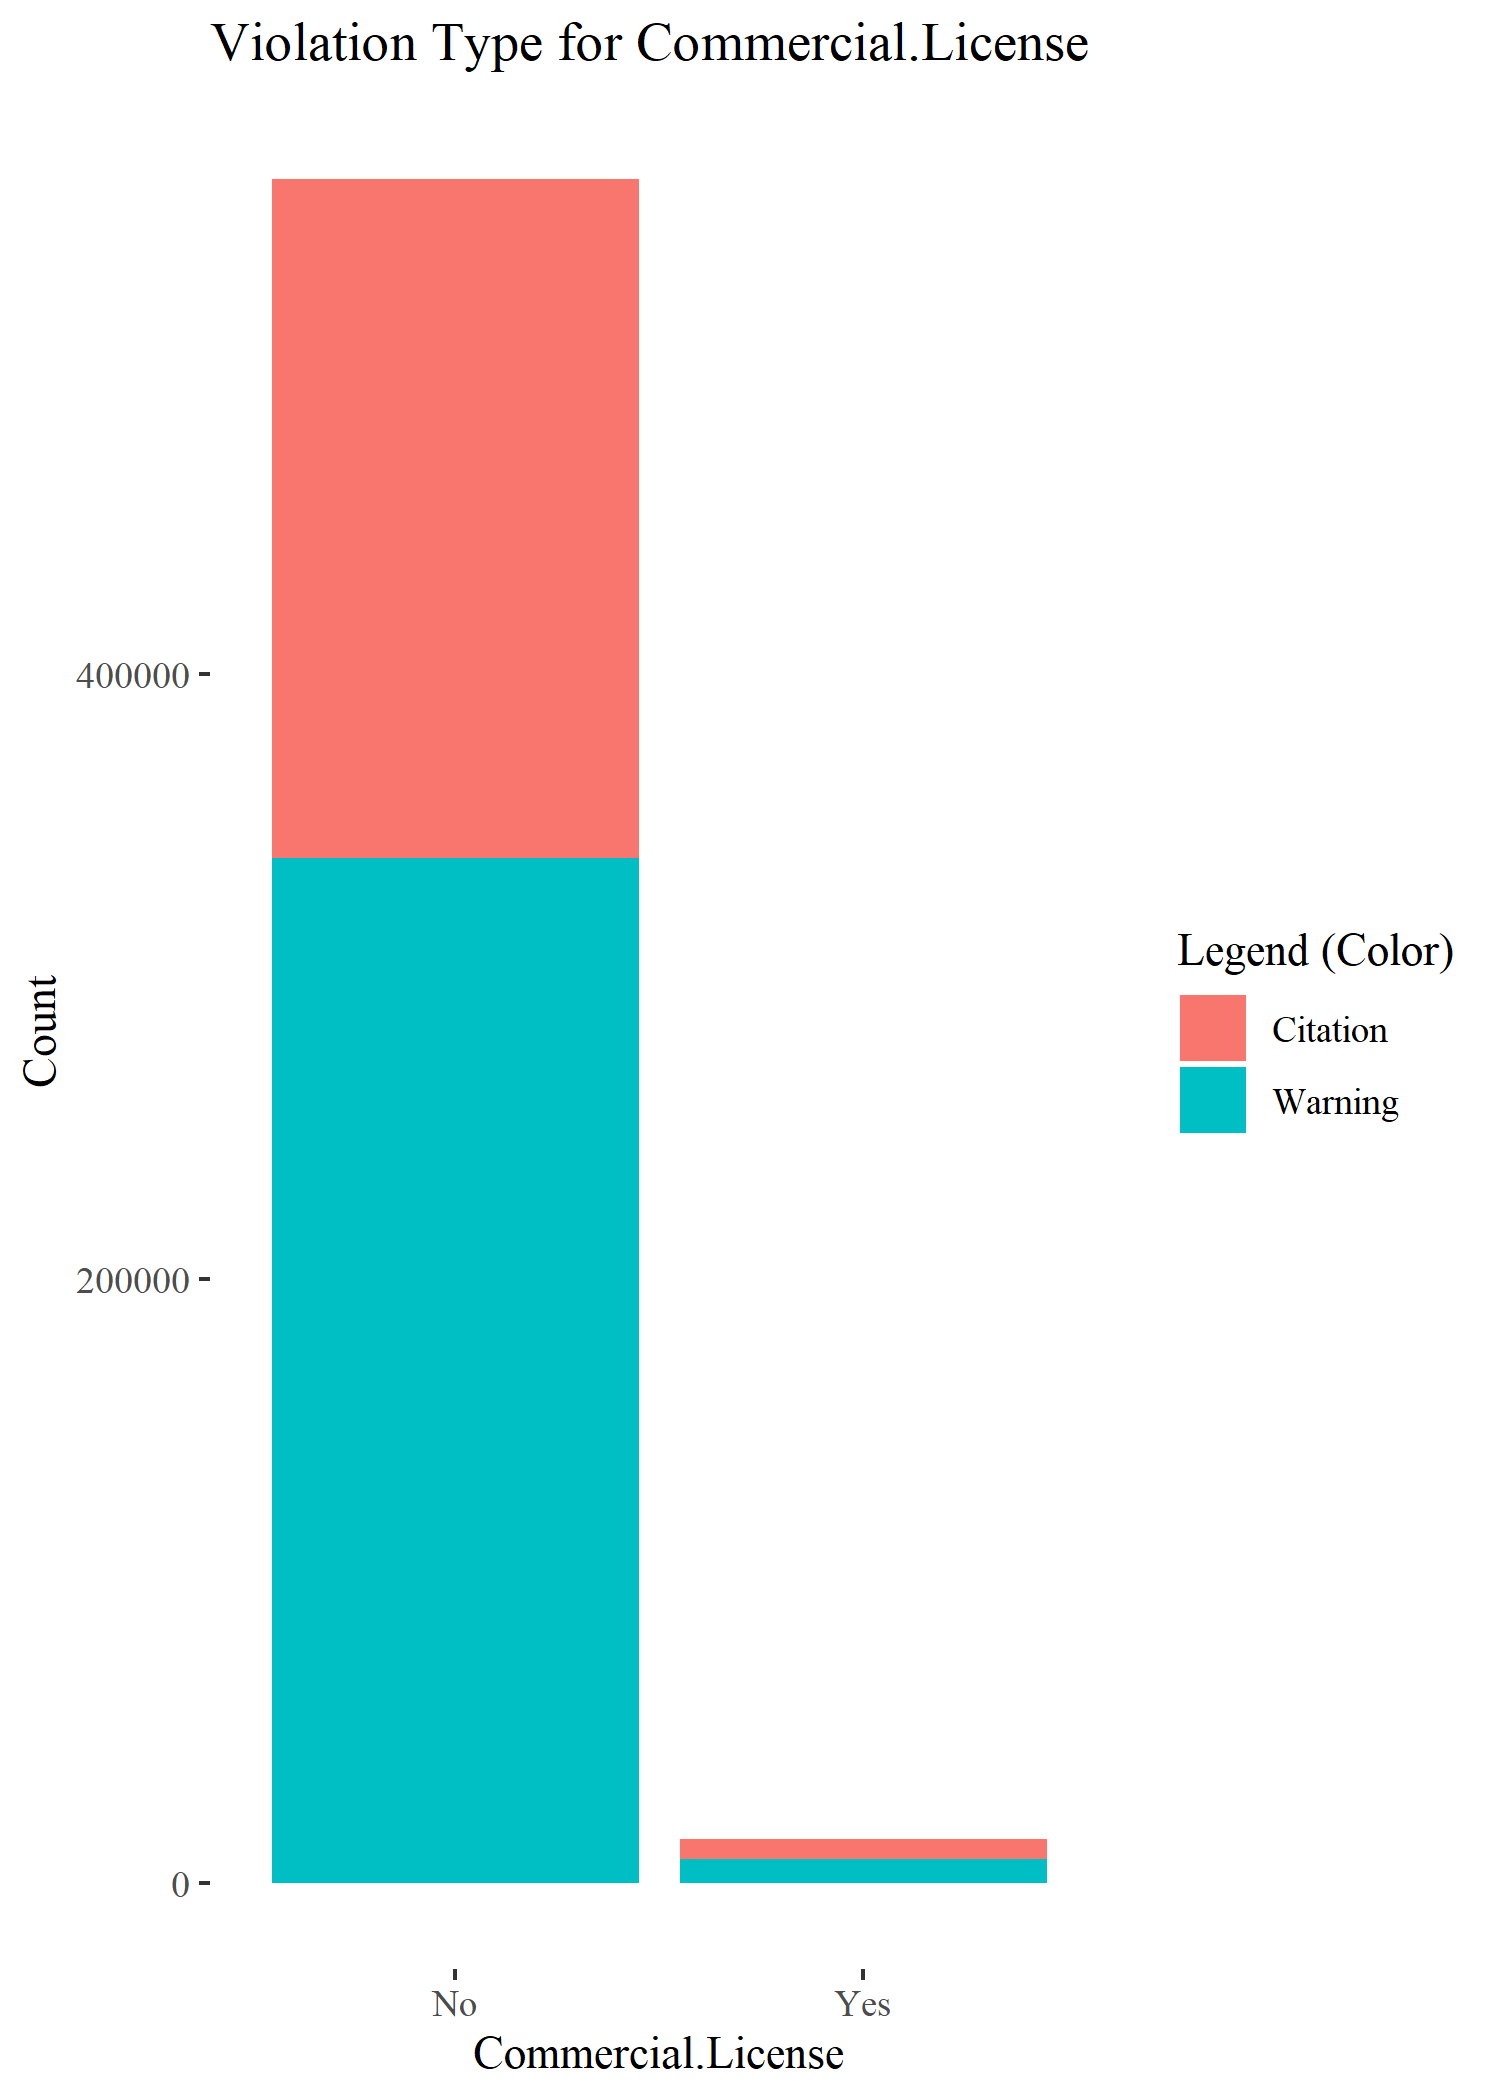 Violation Type for Commercial.License
400000
200000
0
Count
No
Yes
Commercial.License
Legend (Color)
Citation
Warning